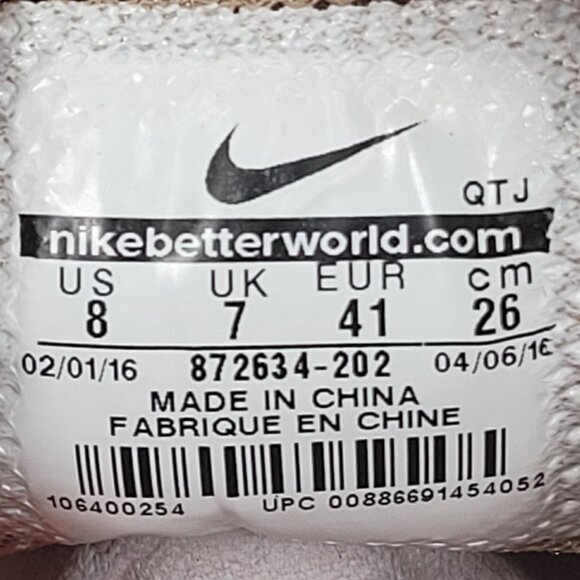 QTJ
nikebetterworld.com
US UK EUR cm
8 7 41 26
02/01/16 872634-202 04/06/16
MADE IN CHINA
FABRIQUE EN CHINE
106400254 UPC 00886691454052